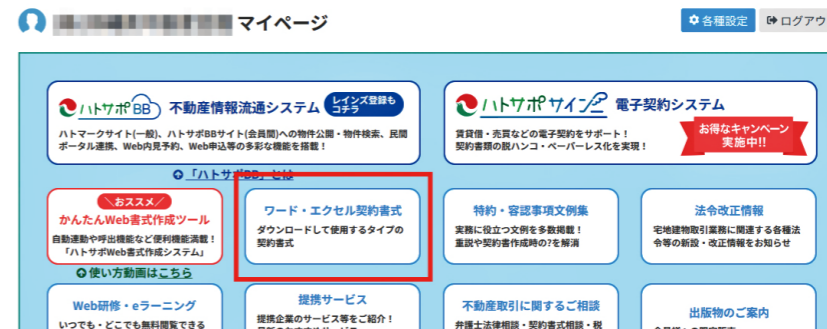 マイページ
各種設定
ログアウ
ハトサポBB 不動産情報流通システム レインズ登録も
コチラ
ハトマークサイト(一般)、ハトサポBBサイト(会員間)への物件公開・物件検索、民間
ポータル連携、Web内見予約、Web申込等の多彩な機能を搭載！
ハトサポサイン 電子契約システム
賃貸借・売買などの電子契約をサポート！
契約書類の脱ハンコ・ペーパーレス化を実現！
お得なキャンペーン
実施中!!
「ハトサポBB」とは
＼おススメ／
かんたんWeb書式作成ツール
自動連動や呼出機能など便利機能満載！
「ハトサポWeb書式作成システム」
使い方動画はこちら
ワード・エクセル契約書式
ダウンロードして使用するタイプの
契約書式
特約・容認事項文例集
実務に役立つ文例を多数掲載！
重説や契約書作成時の?を解消
法令改正情報
宅地建物取引業務に関連する各種法
令等の新設・改正情報をお知らせ
Web研修・eラーニング
いつでも・どこでも無料閲覧できる
提携サービス
提携企業のサービス等をご紹介！
不動産取引に関するご相談
弁護士法律相談・契約書式相談・税
出版物のご案内